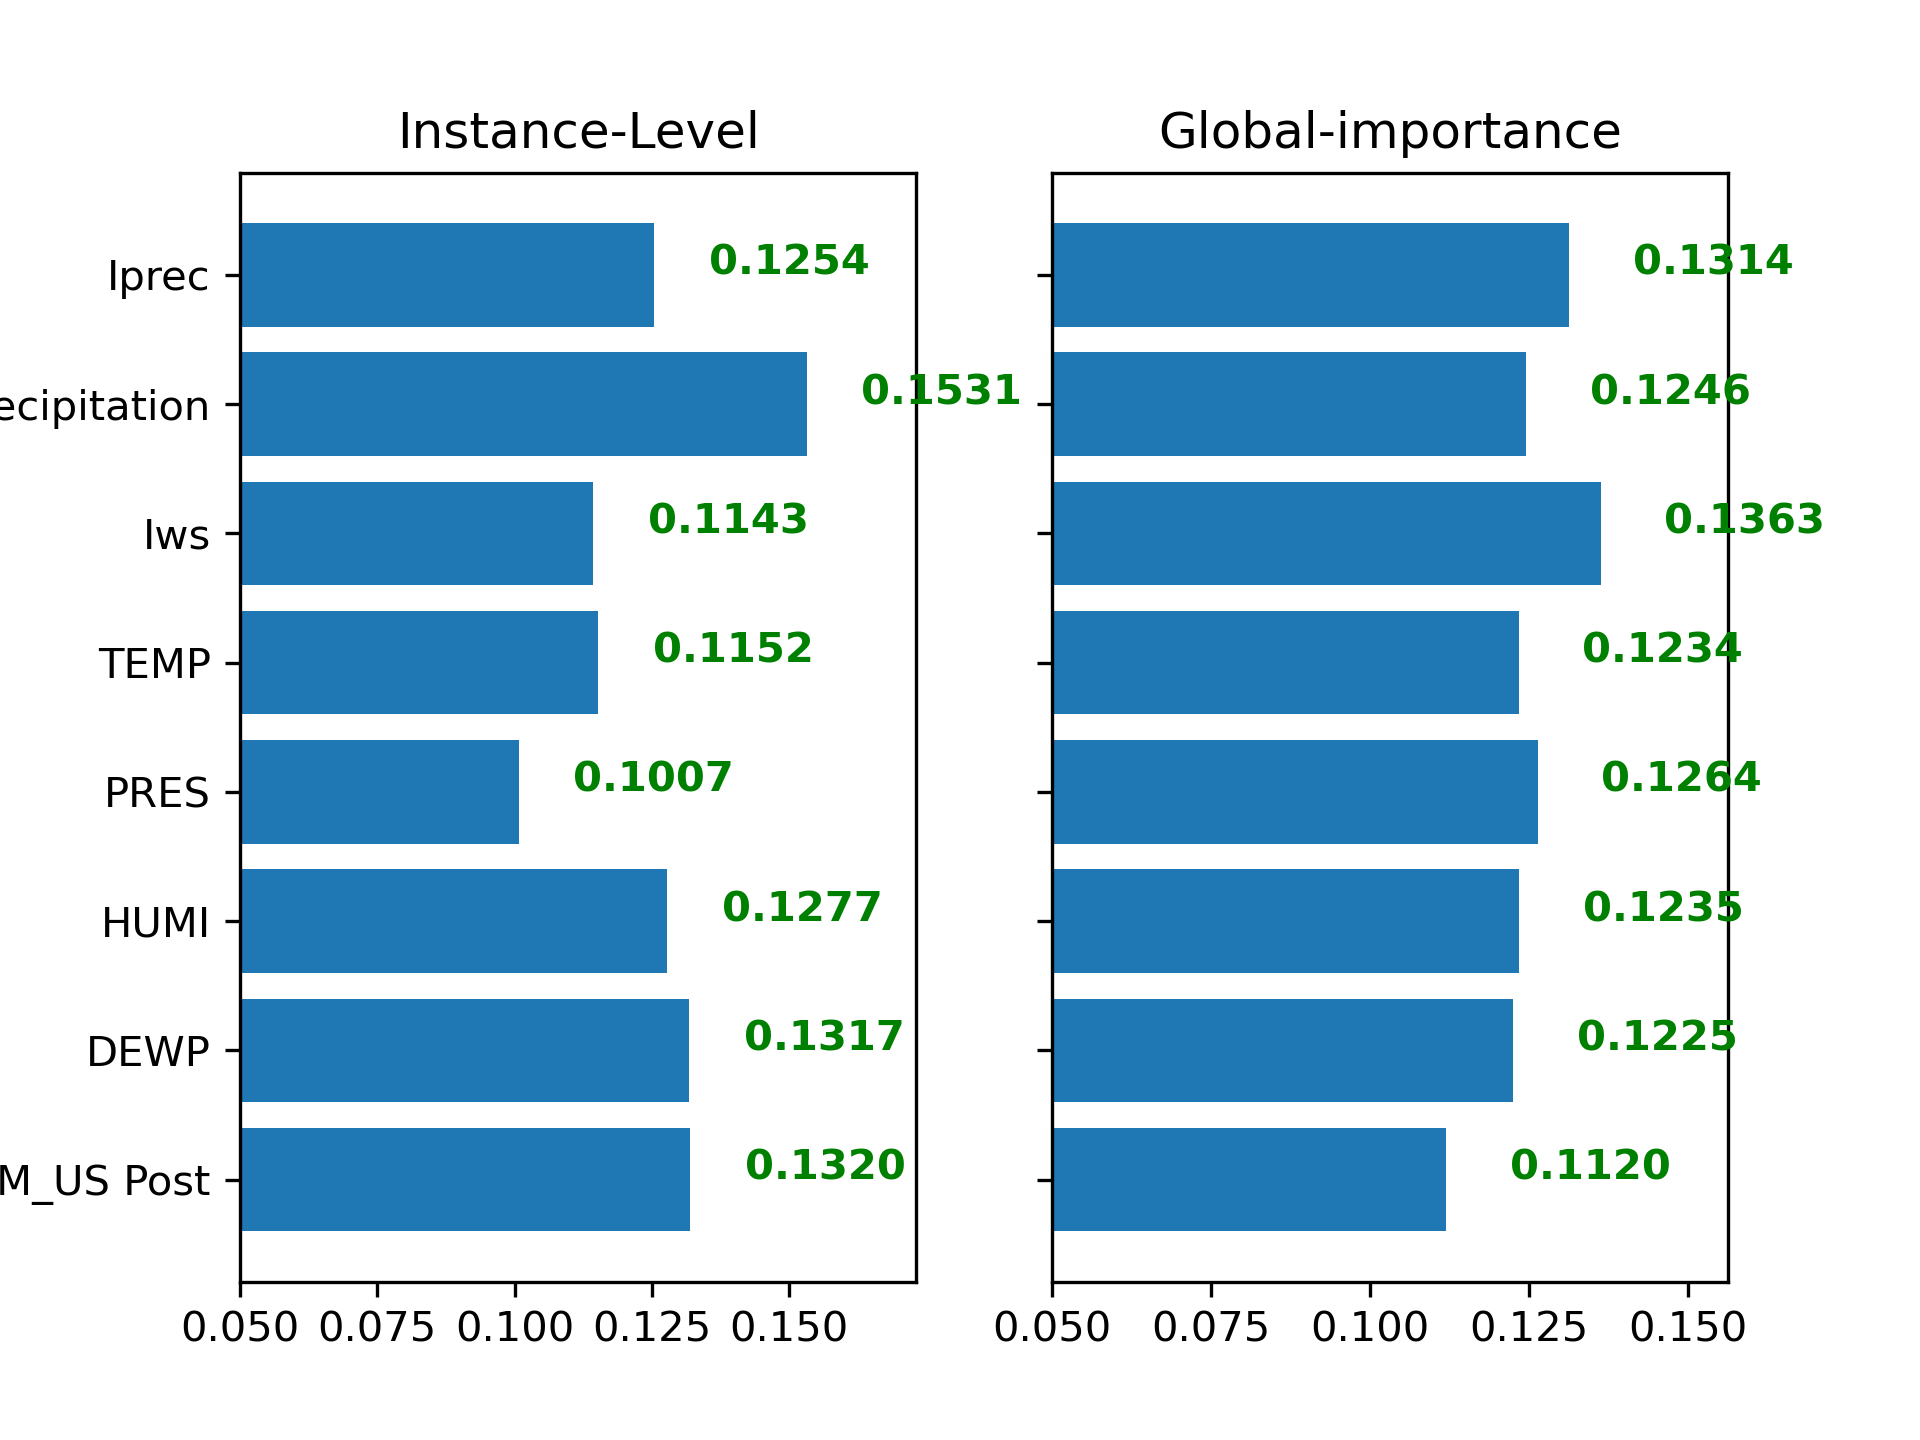 Instance-Level
Iprec
ecipitation
Iws
TEMP
PRES
HUMI
DEWP
M_US Post
0.1254
0.1531
0.1143
0.1152
0.1007
0.1277
0.1317
0.1320
0.050 0.075 0.100 0.125 0.150
Global-importance
0.1314
0.1246
0.1363
0.1234
0.1264
0.1235
0.1225
0.1120
0.050 0.075 0.100 0.125 0.150